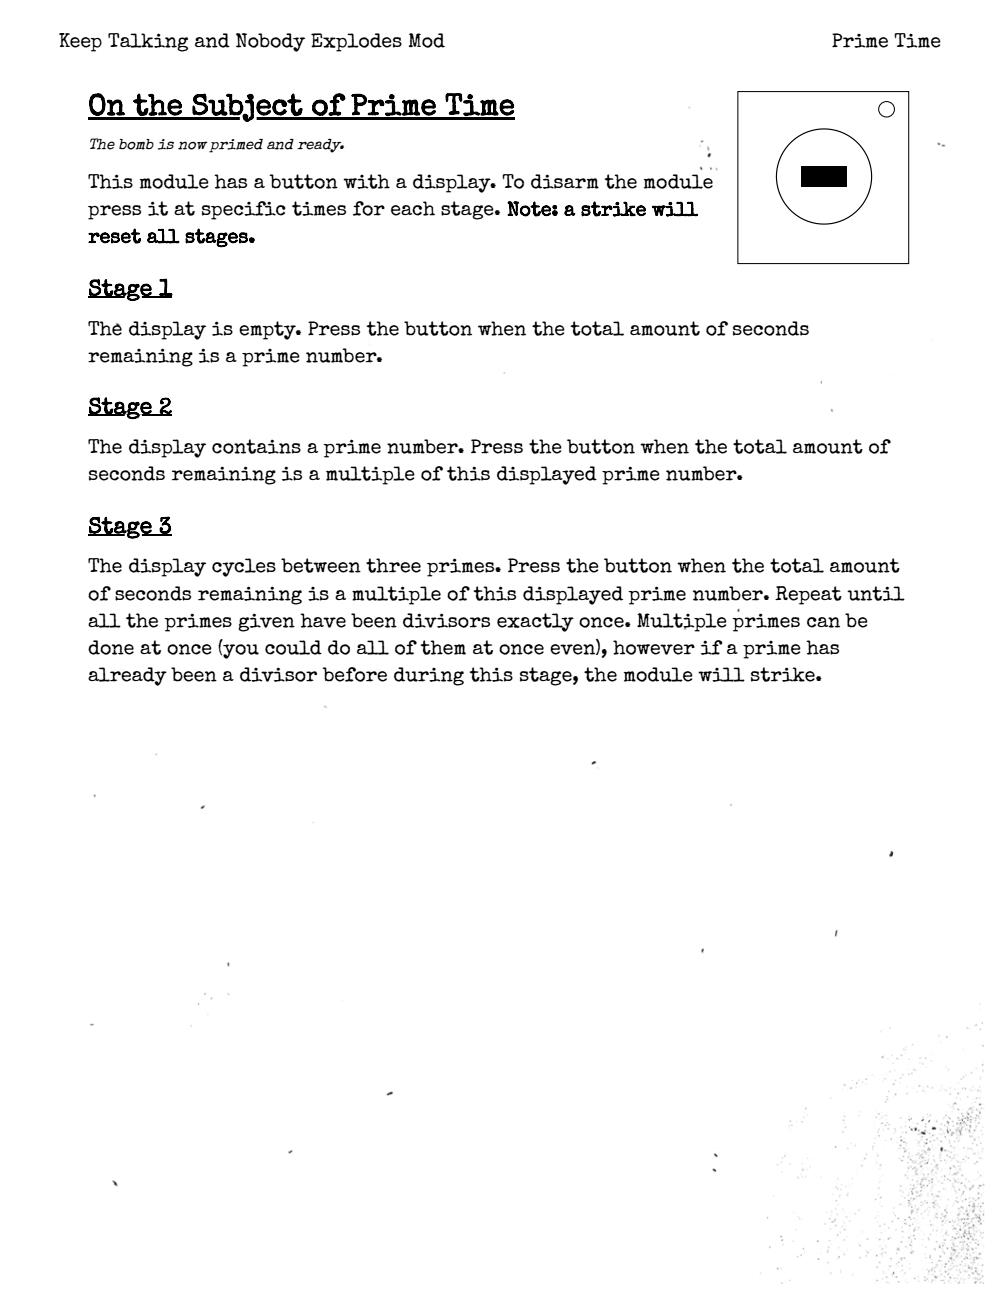 Keep Talking and Nobody Explodes Mod
Prime Time
On the Subject of Prime Time
The bomb is now primed and ready.
This module has a button with a display. To disarm the module
press it at specific times for each stage. Note: a strike will
reset all stages.
Stage 1
The display is empty. Press the button when the total amount of seconds
remaining is a prime number.
Stage 2
The display contains a prime number. Press the button when the total amount of
seconds remaining is a multiple of this displayed prime number.
Stage 3
The display cycles between three primes. Press the button when the total amount
of seconds remaining is a multiple of this displayed prime number. Repeat until
all the primes given have been divisors exactly once. Multiple primes can be
done at once (you could do all of them at once even), however if a prime has
already been a divisor before during this stage, the module will strike.